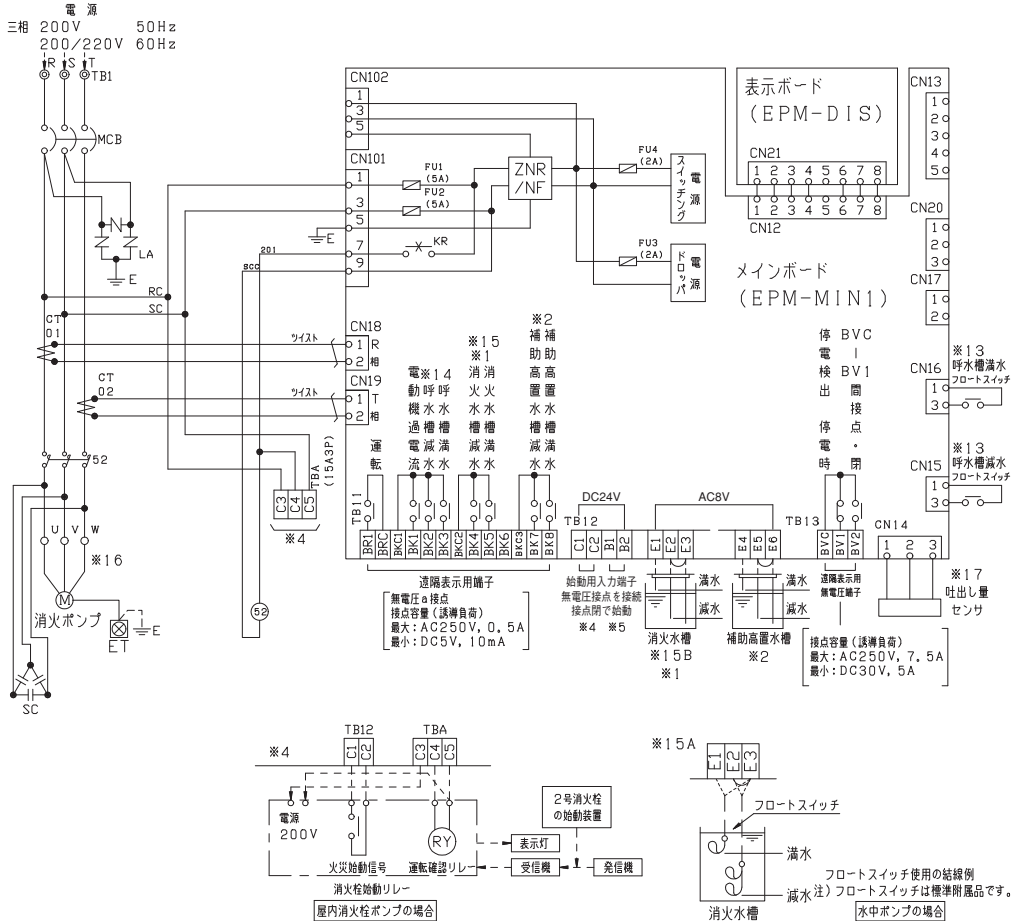 電 源
三相 200V 50Hz
200/220V 60Hz
R S T
TB1
MCB
LA
E
RC
SC
CT
01
CT
02
52
U V W
※16
M
消火ポンプ
ET
E
SC
CN102
1
3
5
CN101
1
3
5
7
9
E
201
SCC
FU1
(5A)
FU2
(5A)
KR
ZNR
/NF
FU4
(2A)
スイッチング
電源
FU3
(2A)
ドロッパ
電源
表示ボード
(EPM-DIS)
CN21
1 2 3 4 5 6 7 8
1 2 3 4 5 6 7 8
CN12
メインボード
(EPM-MIN1)
CN13
1
2
3
4
5
CN20
1
2
3
CN17
1
2
CN16
1
3
※13
呼水槽満水
フロートスイッチ
CN15
1
3
※13
呼水槽減水
フロートスイッチ
ツイスト
CN18
1 R
2 相
ツイスト
CN19
1 T
2 相
TBA
(15A3P)
C3
C4
C5
※4
52
運転
電動機過電流
※14
呼水槽減水
呼水槽満水
※15
※1
消火水槽減水
消火水槽満水
※2
補助高置水槽減水
補助高置水槽満水
停電検出 停電時
BVC-BV1間接点・閉
TB11
BR1
BRC
BKC1
BK1
BK2
BK3
BKC2
BK4
BK5
BK6
BKC3
BK7
BK8
遠隔表示用端子
無電圧a接点
接点容量(誘導負荷)
最大:AC250V,0.5A
最小:DC5V,10mA
DC24V
TB12
C1
C2
B1
B2
始動用入力端子
無電圧接点を接続
接点閉で始動
※4 ※5
AC8V
E1
E2
E3
満水
減水
消火水槽
※15B
※1
E4
E5
E6
満水
減水
補助高置水槽
※2
TB13
BVC
BV1
BV2
遠隔表示用
無電圧端子
接点容量(誘導負荷)
最大:AC250V,7.5A
最小:DC30V,5A
CN14
1 2 3
※17
吐出し量
センサ
※4
TB12
C1
C2
TBA
C3
C4
C5
電源
200V
RY
火災始動信号
運転確認リレー
消火栓始動リレー
屋内消火栓ポンプの場合
2号消火栓
の始動装置
表示灯
受信機
発信機
※15A
E1
E2
E3
フロートスイッチ
満水
減水
消火水槽
フロートスイッチ使用の結線例
注)フロートスイッチは標準附属品です。
水中ポンプの場合